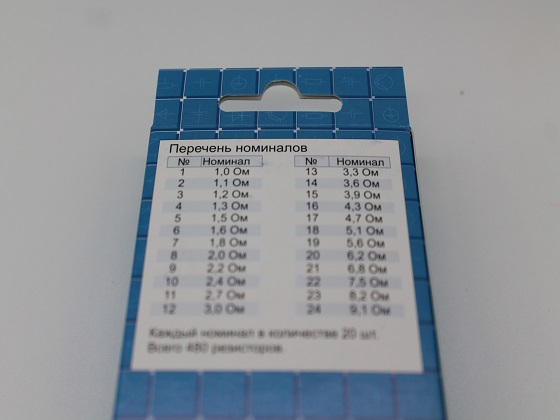 Перечень номиналов
№ Номинал № Номинал
1 1,0 Ом 13 3,3 Ом
2 1,1 Ом 14 3,6 Ом
3 1,2 Ом 15 3,9 Ом
4 1,3 Ом 16 4,3 Ом
5 1,5 Ом 17 4,7 Ом
6 1,6 Ом 18 5,1 Ом
7 1,8 Ом 19 5,6 Ом
8 2,0 Ом 20 6,2 Ом
9 2,2 Ом 21 6,8 Ом
10 2,4 Ом 22 7,5 Ом
11 2,7 Ом 23 8,2 Ом
12 3,0 Ом 24 9,1 Ом
Каждый номинал в количестве 20 шт.
Всего 480 резисторов.